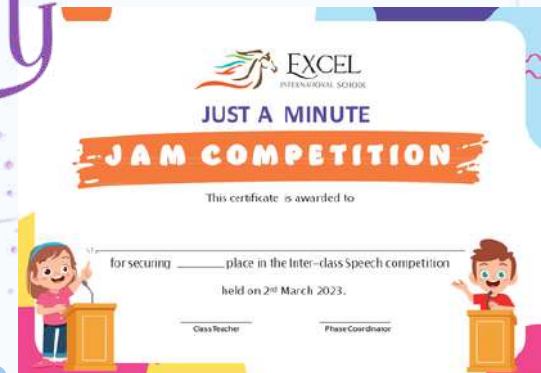 y
EXCEL
INTERNATIONAL SCHOOL
JUST A MINUTE
JAM COMPETITION
This certificate is awarded to
for securing ________ place in the Inter-class Speech competition
held on 2nd March 2023.
Class Teacher Phase Coordinator